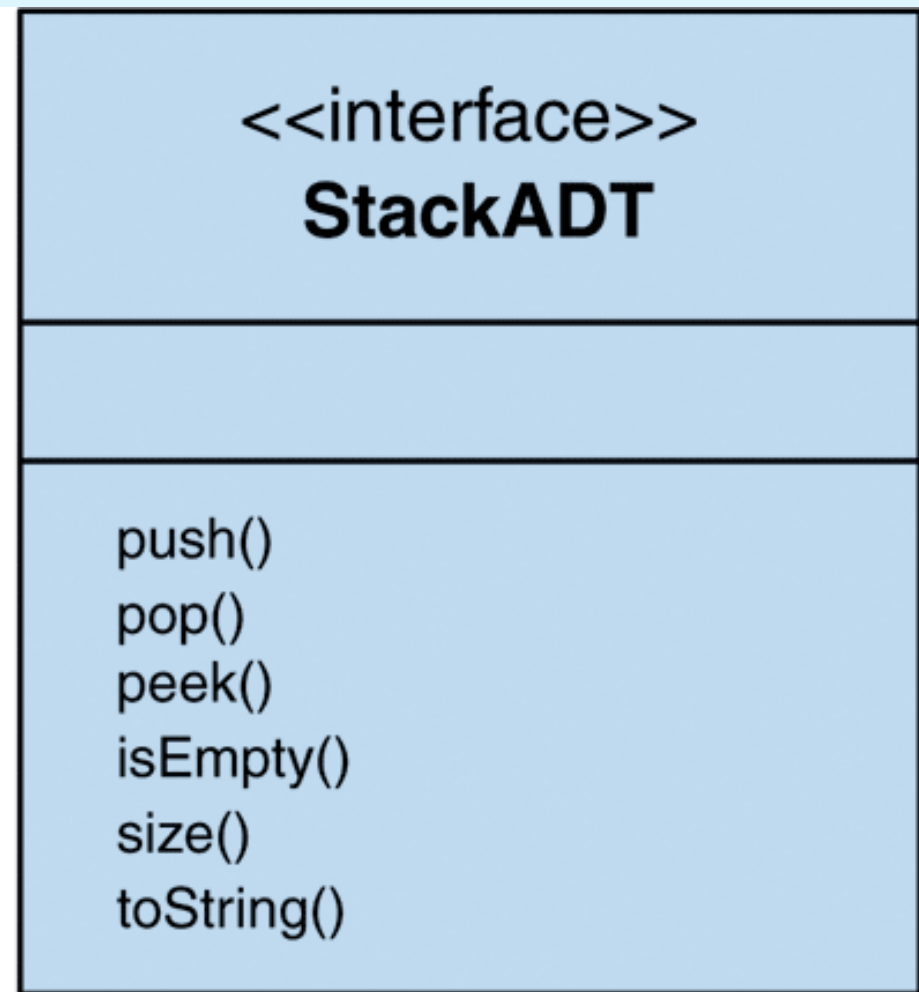 <<interface>>
StackADT
push()
pop()
peek()
isEmpty()
size()
toString()